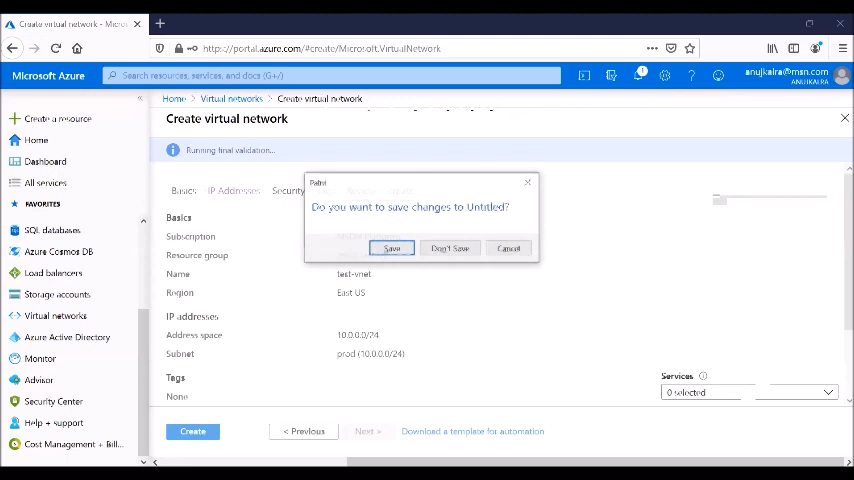 Create virtual network - Micros
http://portal.azure.com/#create/Microsoft.VirtualNetwork
Microsoft Azure
Search resources, services, and docs (G+/)
1
anujkalra@msn.com
ANUJKALRA
Create a resource
Home
Dashboard
All services
FAVORITES
SQL databases
Azure Cosmos DB
Load balancers
Storage accounts
Virtual networks
Azure Active Directory
Monitor
Advisor
Security Center
Help + support
Cost Management + Bill...
Home > Virtual networks > Create virtual network
Create virtual network
Running final validation...
Basics IP Addresses Security
Paint
Do you want to save changes to Untitled?
Save Don't Save Cancel
Basics
Subscription
Resource group
Name test-vnet
Region East US
IP addresses
Address space 10.0.0.0/24
Subnet prod (10.0.0.0/24)
Tags
None
Services
0 selected
Create < Previous Next > Download a template for automation